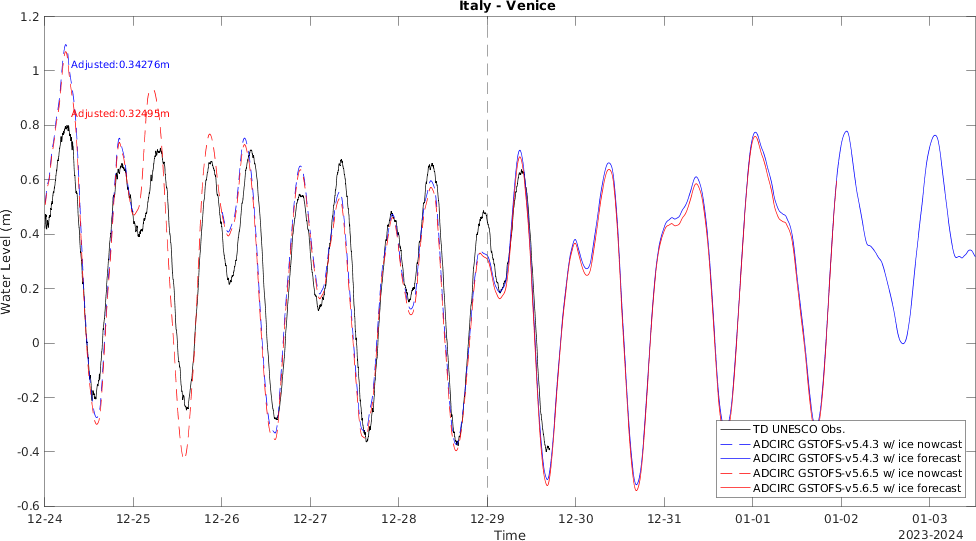 Italy - Venice
1.2
1
0.8
0.6
0.4
0.2
0
-0.2
-0.4
-0.6
Water Level (m)
Adjusted:0.34276m
Adjusted:0.32495m
TD UNESCO Obs.
ADCIRC GSTOFS-v5.4.3 w/ ice nowcast
ADCIRC GSTOFS-v5.4.3 w/ ice forecast
ADCIRC GSTOFS-v5.6.5 w/ ice nowcast
ADCIRC GSTOFS-v5.6.5 w/ ice forecast
12-24 12-25 12-26 12-27 12-28 12-29 12-30 12-31 01-01 01-02 01-03
Time
2023-2024